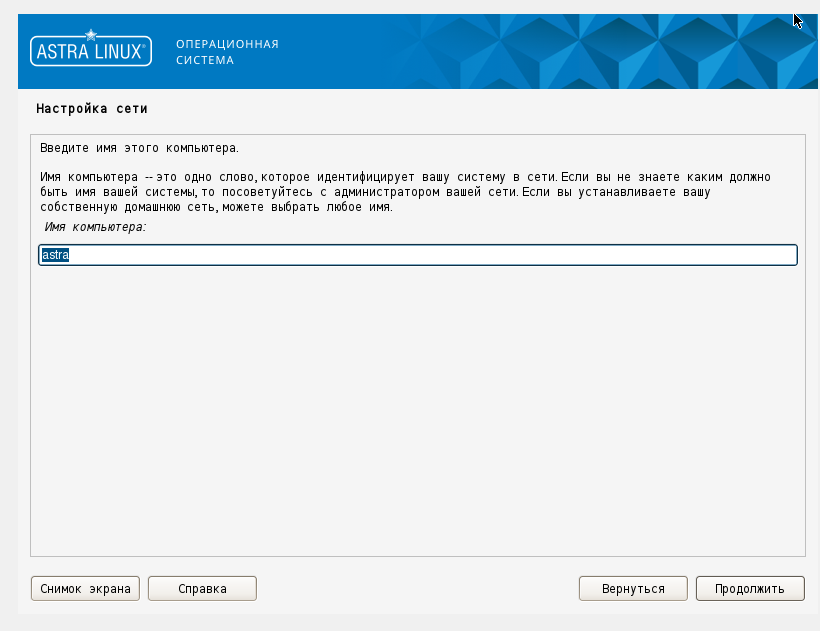 ASTRA LINUX®
ОПЕРАЦИОННАЯ
СИСТЕМА
Настройка сети
Введите имя этого компьютера.
Имя компьютера -- это одно слово, которое идентифицирует вашу систему в сети. Если вы не знаете каким должно
быть имя вашей системы, то посоветуйтесь с администратором вашей сети. Если вы устанавливаете вашу
собственную домашнюю сеть, можете выбрать любое имя.
Имя компьютера:
astra
Снимок экрана Справка Вернуться Продолжить